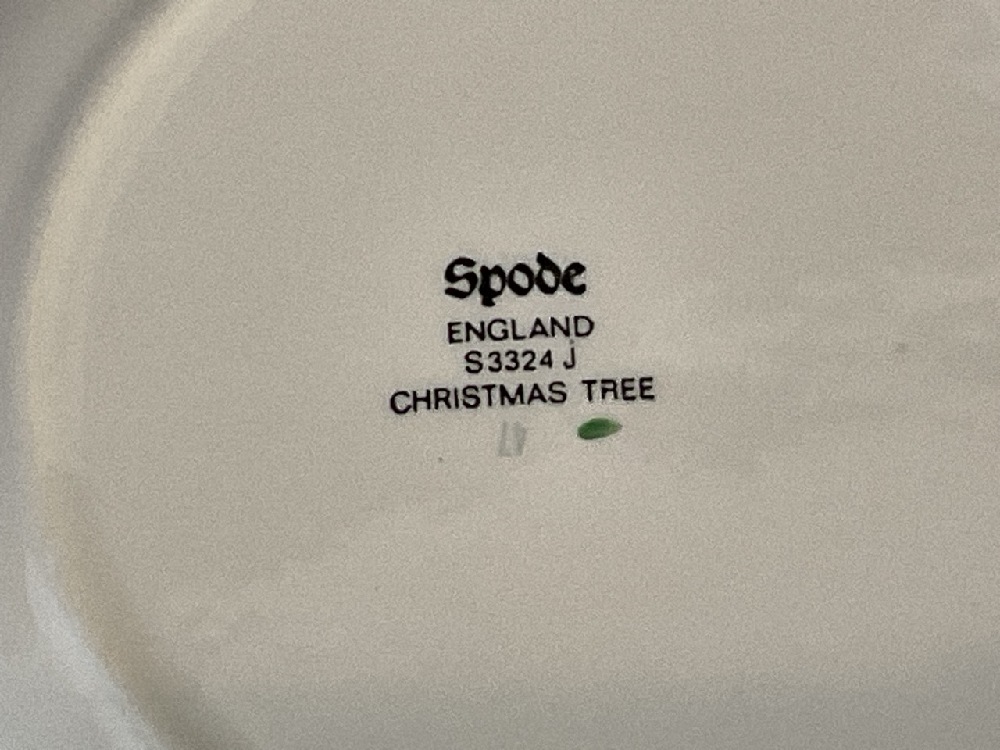 Spode
ENGLAND
S3324 J
CHRISTMAS TREE